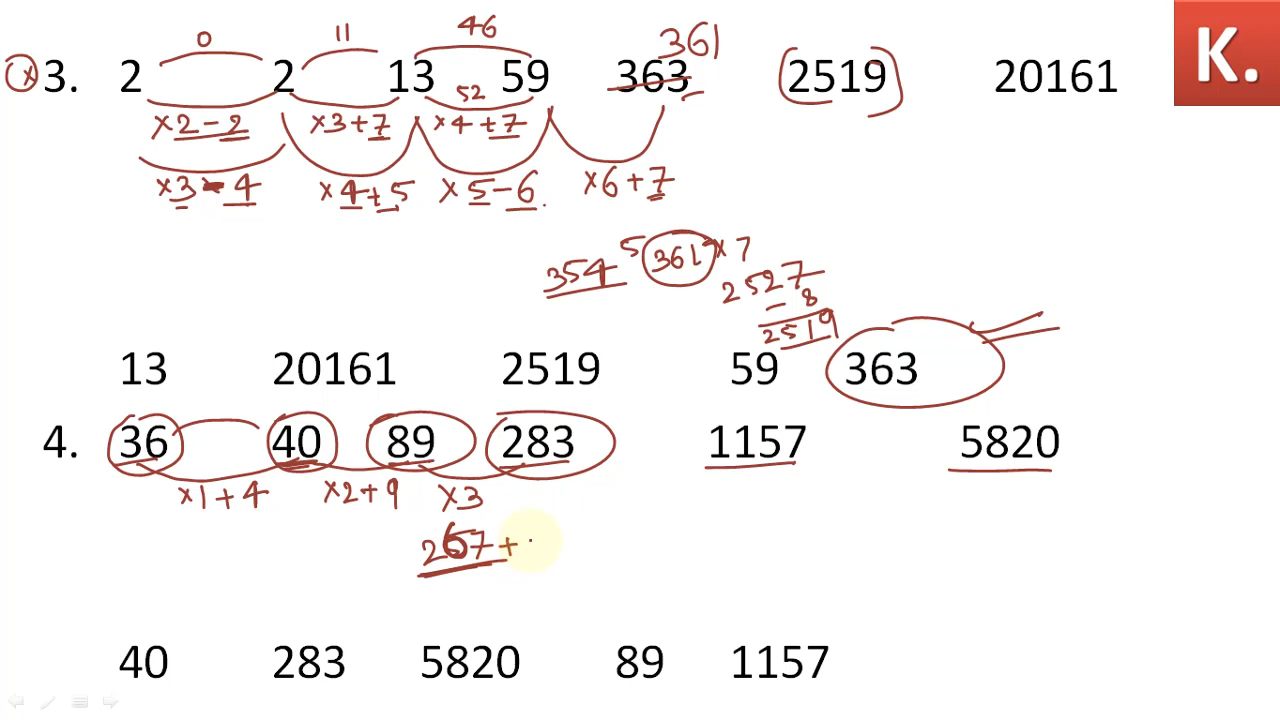 0 11 46 361 K.
x 3. 2 2 13 59 363 2519 20161
52
×2-2 ×3+7 ×4+7
×3-4 ×4+5 ×5-6. ×6+7
354 5 361 ×7
2527
-8
2519
13 20161 2519 59 363
4. 36 40 89 283 1157 5820
×1+4 ×2+9 ×3
267+
40 283 5820 89 1157